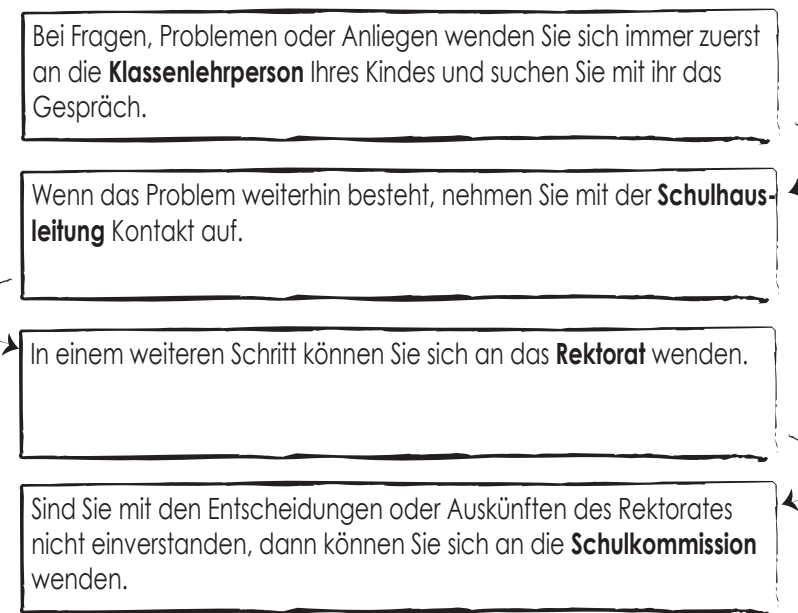 Bei Fragen, Problemen oder Anliegen wenden Sie sich immer zuerst
an die Klassenlehrperson Ihres Kindes und suchen Sie mit ihr das
Gespräch.
Wenn das Problem weiterhin besteht, nehmen Sie mit der Schulhaus-
leitung Kontakt auf.
In einem weiteren Schritt können Sie sich an das Rektorat wenden.
Sind Sie mit den Entscheidungen oder Auskünften des Rektorates
nicht einverstanden, dann können Sie sich an die Schulkommission
wenden.